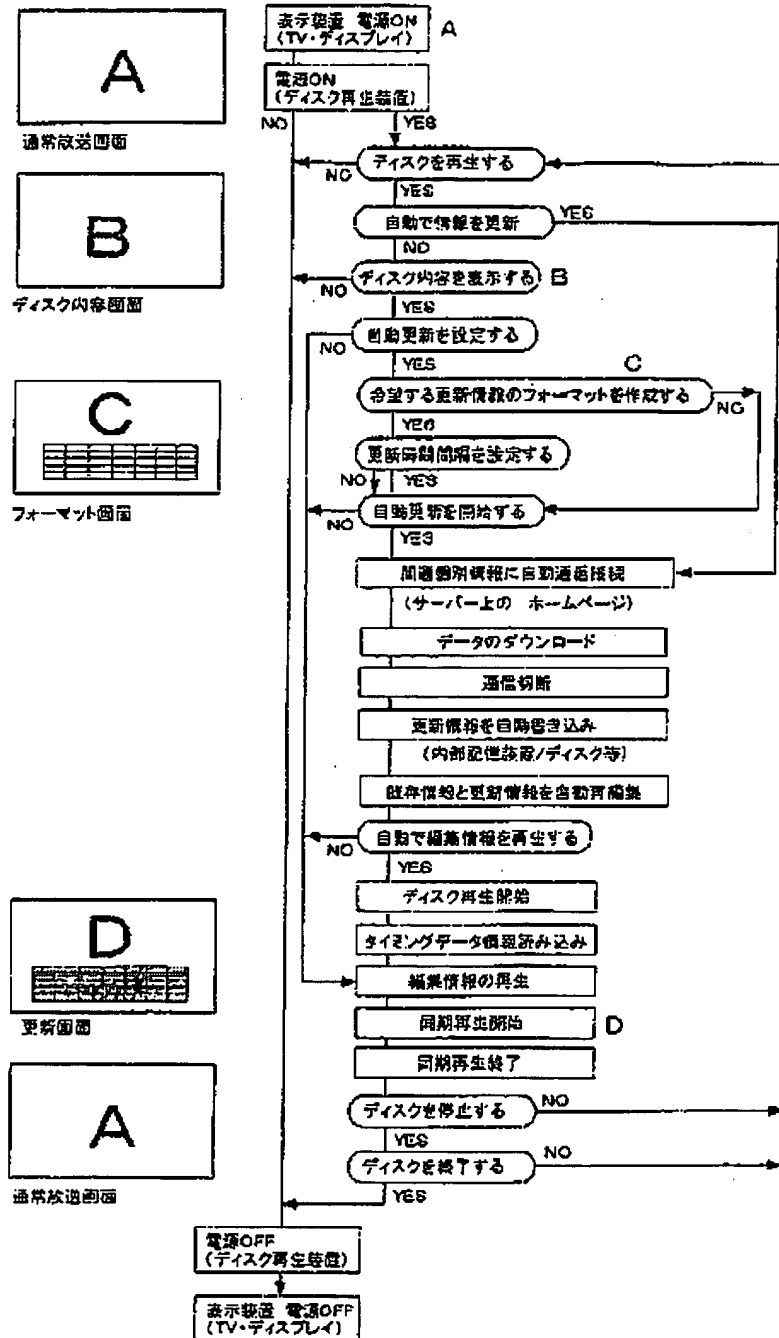 表示装置 電源ON
(TV・ディスプレイ)
A
電源ON
(ディスク再生装置)
NO
YES
A
通常放送画面
ディスクを再生する
NO
YES
自動で情報を更新
YES
NO
B
ディスク内容画面
ディスク内容を表示する
B
NO
YES
自動更新を設定する
NO
YES
C
希望する更新情報のフォーマットを作成する
NO
YES
C
フォーマット画面
更新時期間隔を設定する
NO
YES
自動更新を開始する
NO
YES
関連個別情報に自動通信接続
(サーバー上の ホームページ)
データのダウンロード
通信切断
更新情報を自動書き込み
(内部記憶装置/ディスク等)
既存情報と更新情報を自動再編集
自動で編集情報を再生する
NO
YES
ディスク再生開始
タイミングデータ情報読み込み
編集情報の再生
D
更新画面
同期再生開始
D
同期再生終了
A
通常放送画面
ディスクを停止する
NO
YES
ディスクを終了する
NO
YES
電源OFF
(ディスク再生装置)
表示装置 電源OFF
(TV・ディスプレイ)